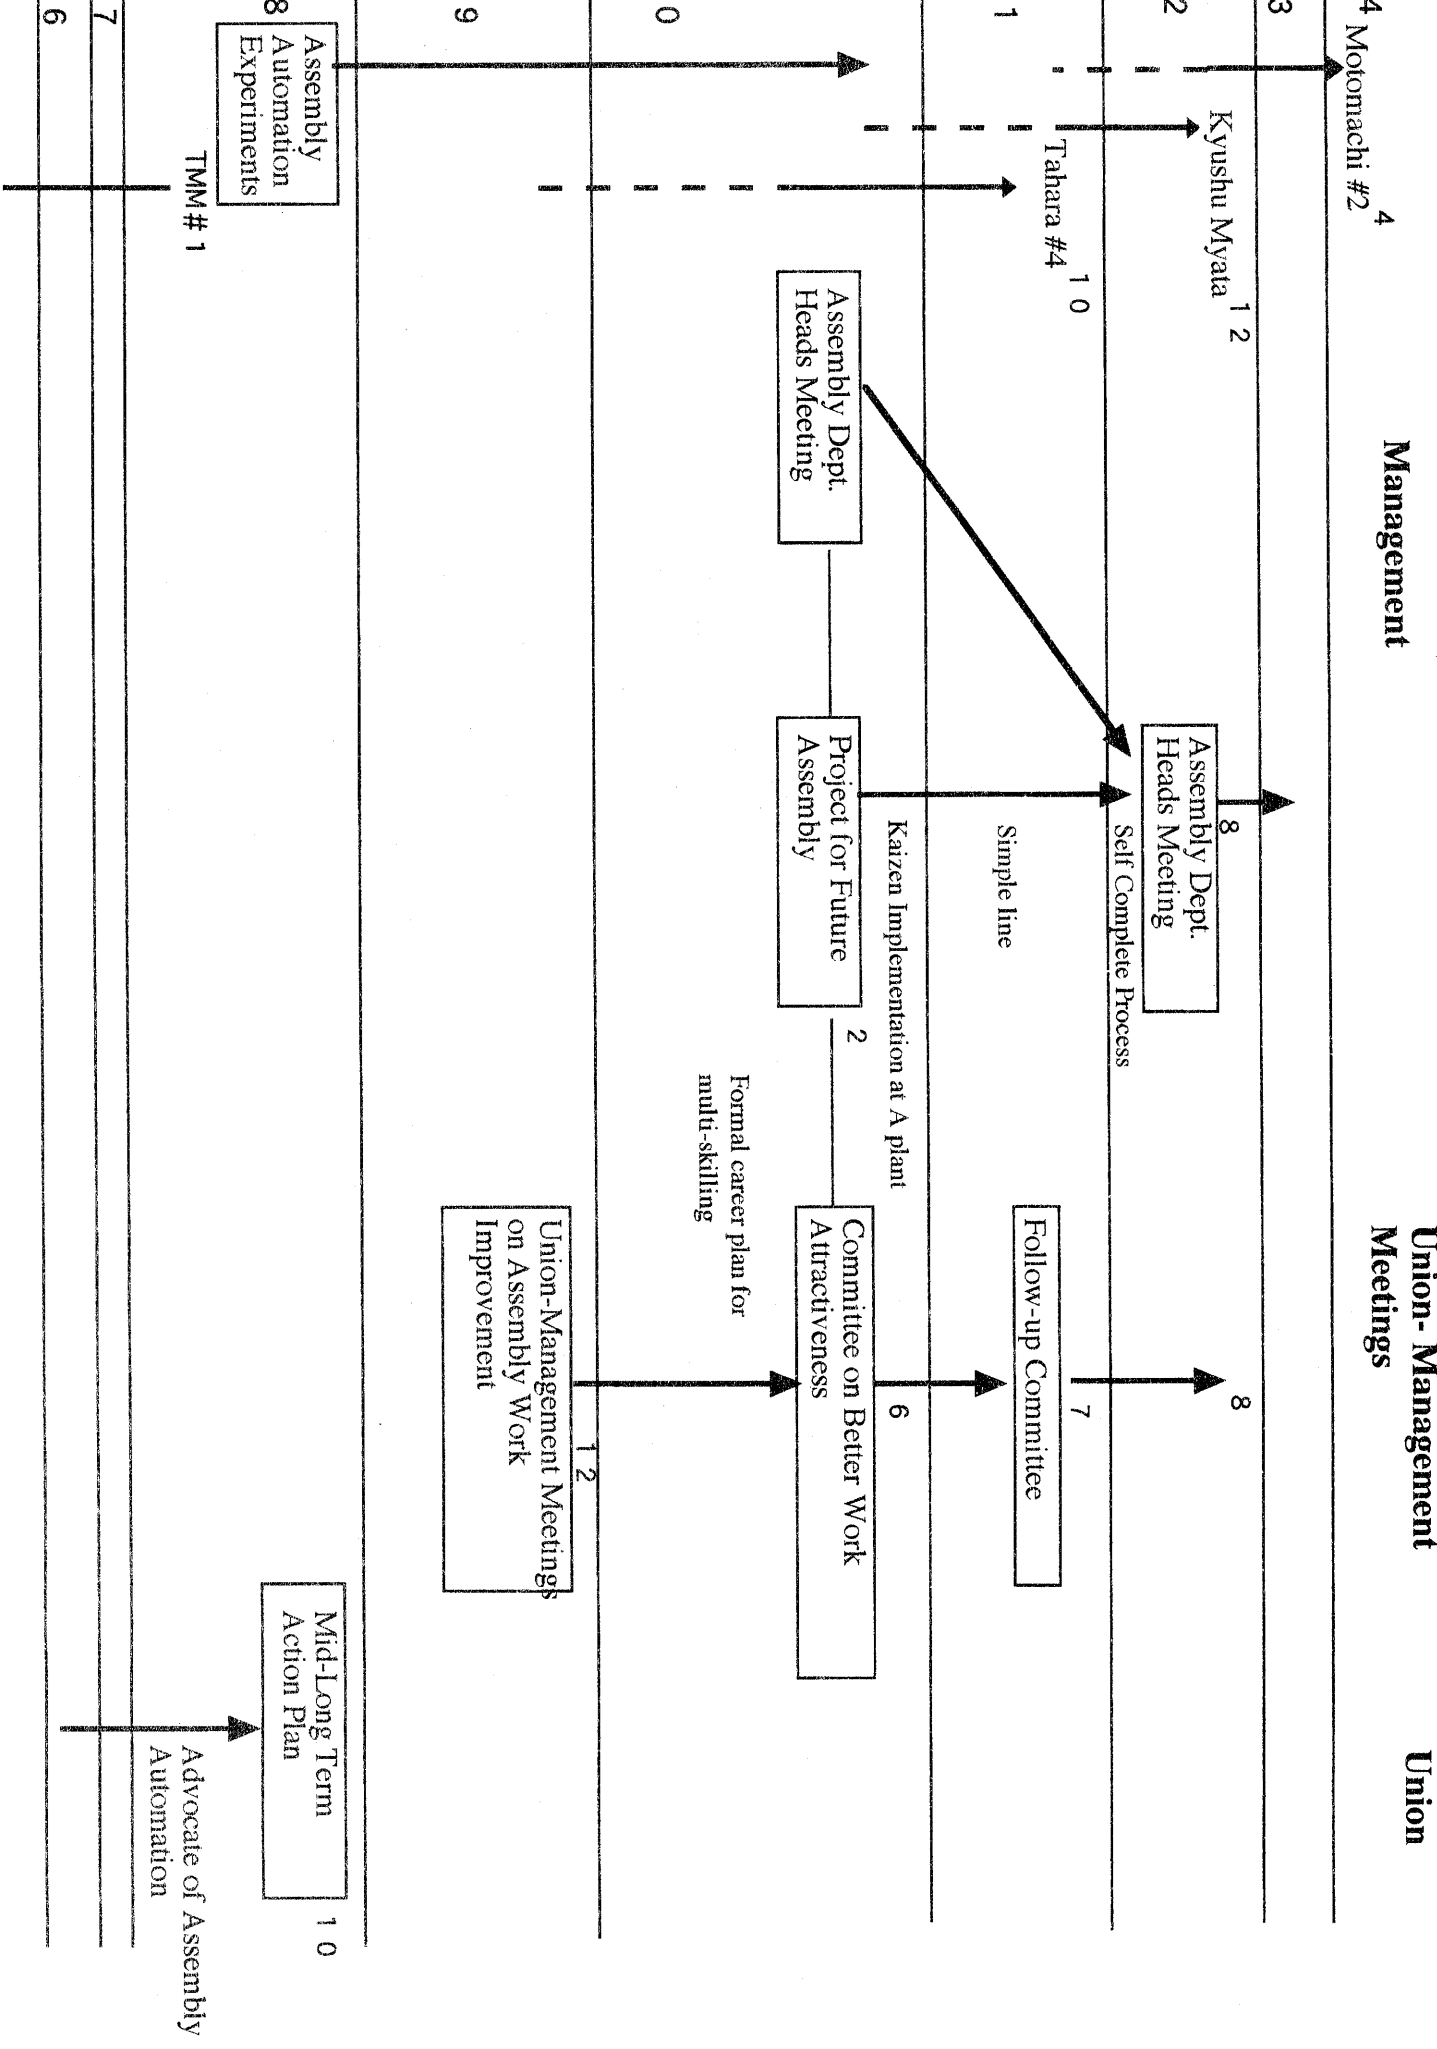 Management
Union- Management
Meetings
Union
4
Motomachi #2
4
3
Kyushu Myata
1 2
8
8
2
Assembly Dept.
Heads Meeting
Self Complete Process
Tahara #4
1 0
7
1
Simple line
Follow-up Committee
Kaizen Implementation at A plant
6
Assembly Dept.
Heads Meeting
Project for Future
Assembly
2
Committee on Better Work
Attractiveness
Formal career plan for
multi-skilling
0
1 2
9
Union-Management Meetings
on Assembly Work
Improvement
8
Assembly
Automation
Experiments
Mid-Long Term
Action Plan
1 0
TMM# 1
Advocate of Assembly
Automation
7
6